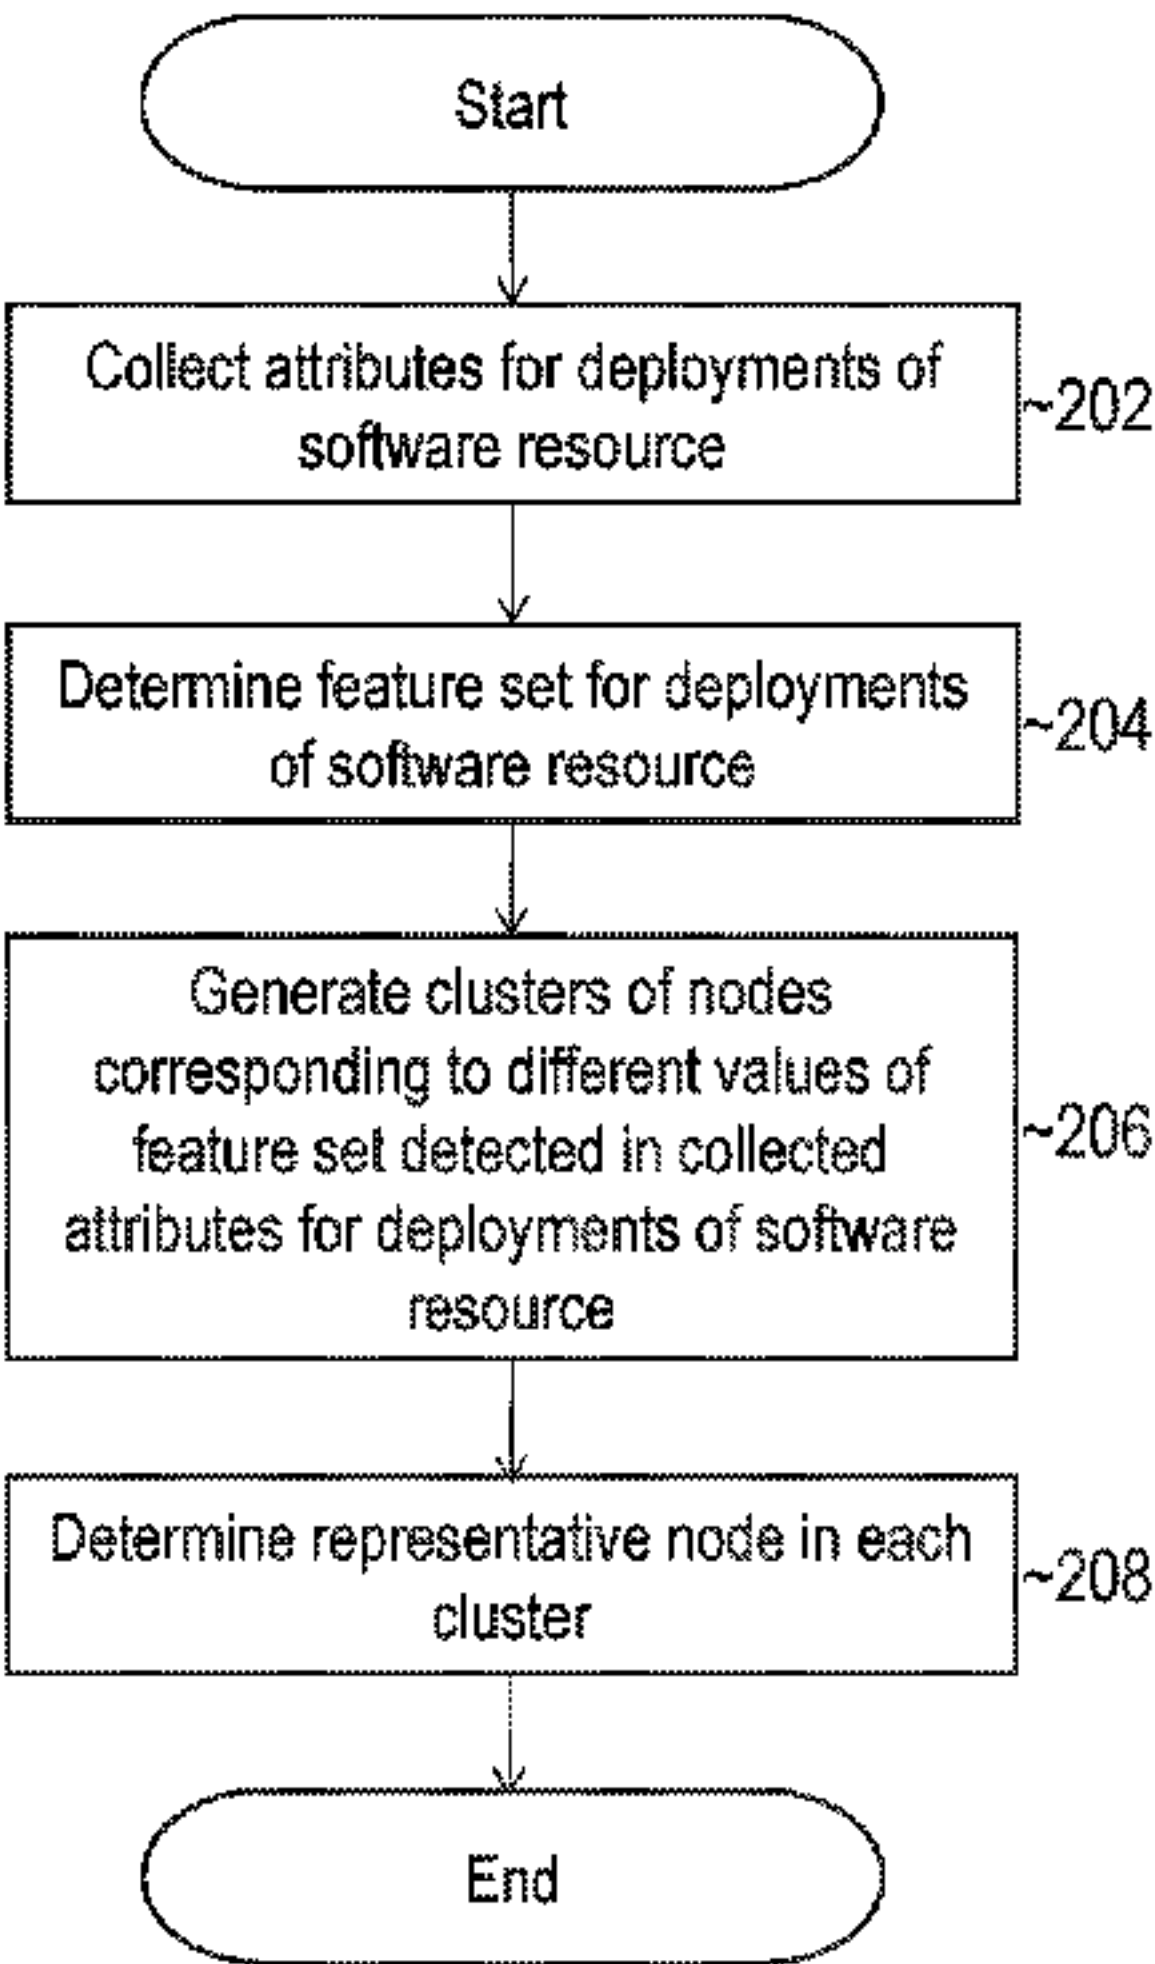 Start
Collect attributes for deployments of
software resource
~202
Determine feature set for deployments
of software resource
~204
Generate clusters of nodes
corresponding to different values of
feature set detected in collected
attributes for deployments of software
resource
~206
Determine representative node in each
cluster
~208
End